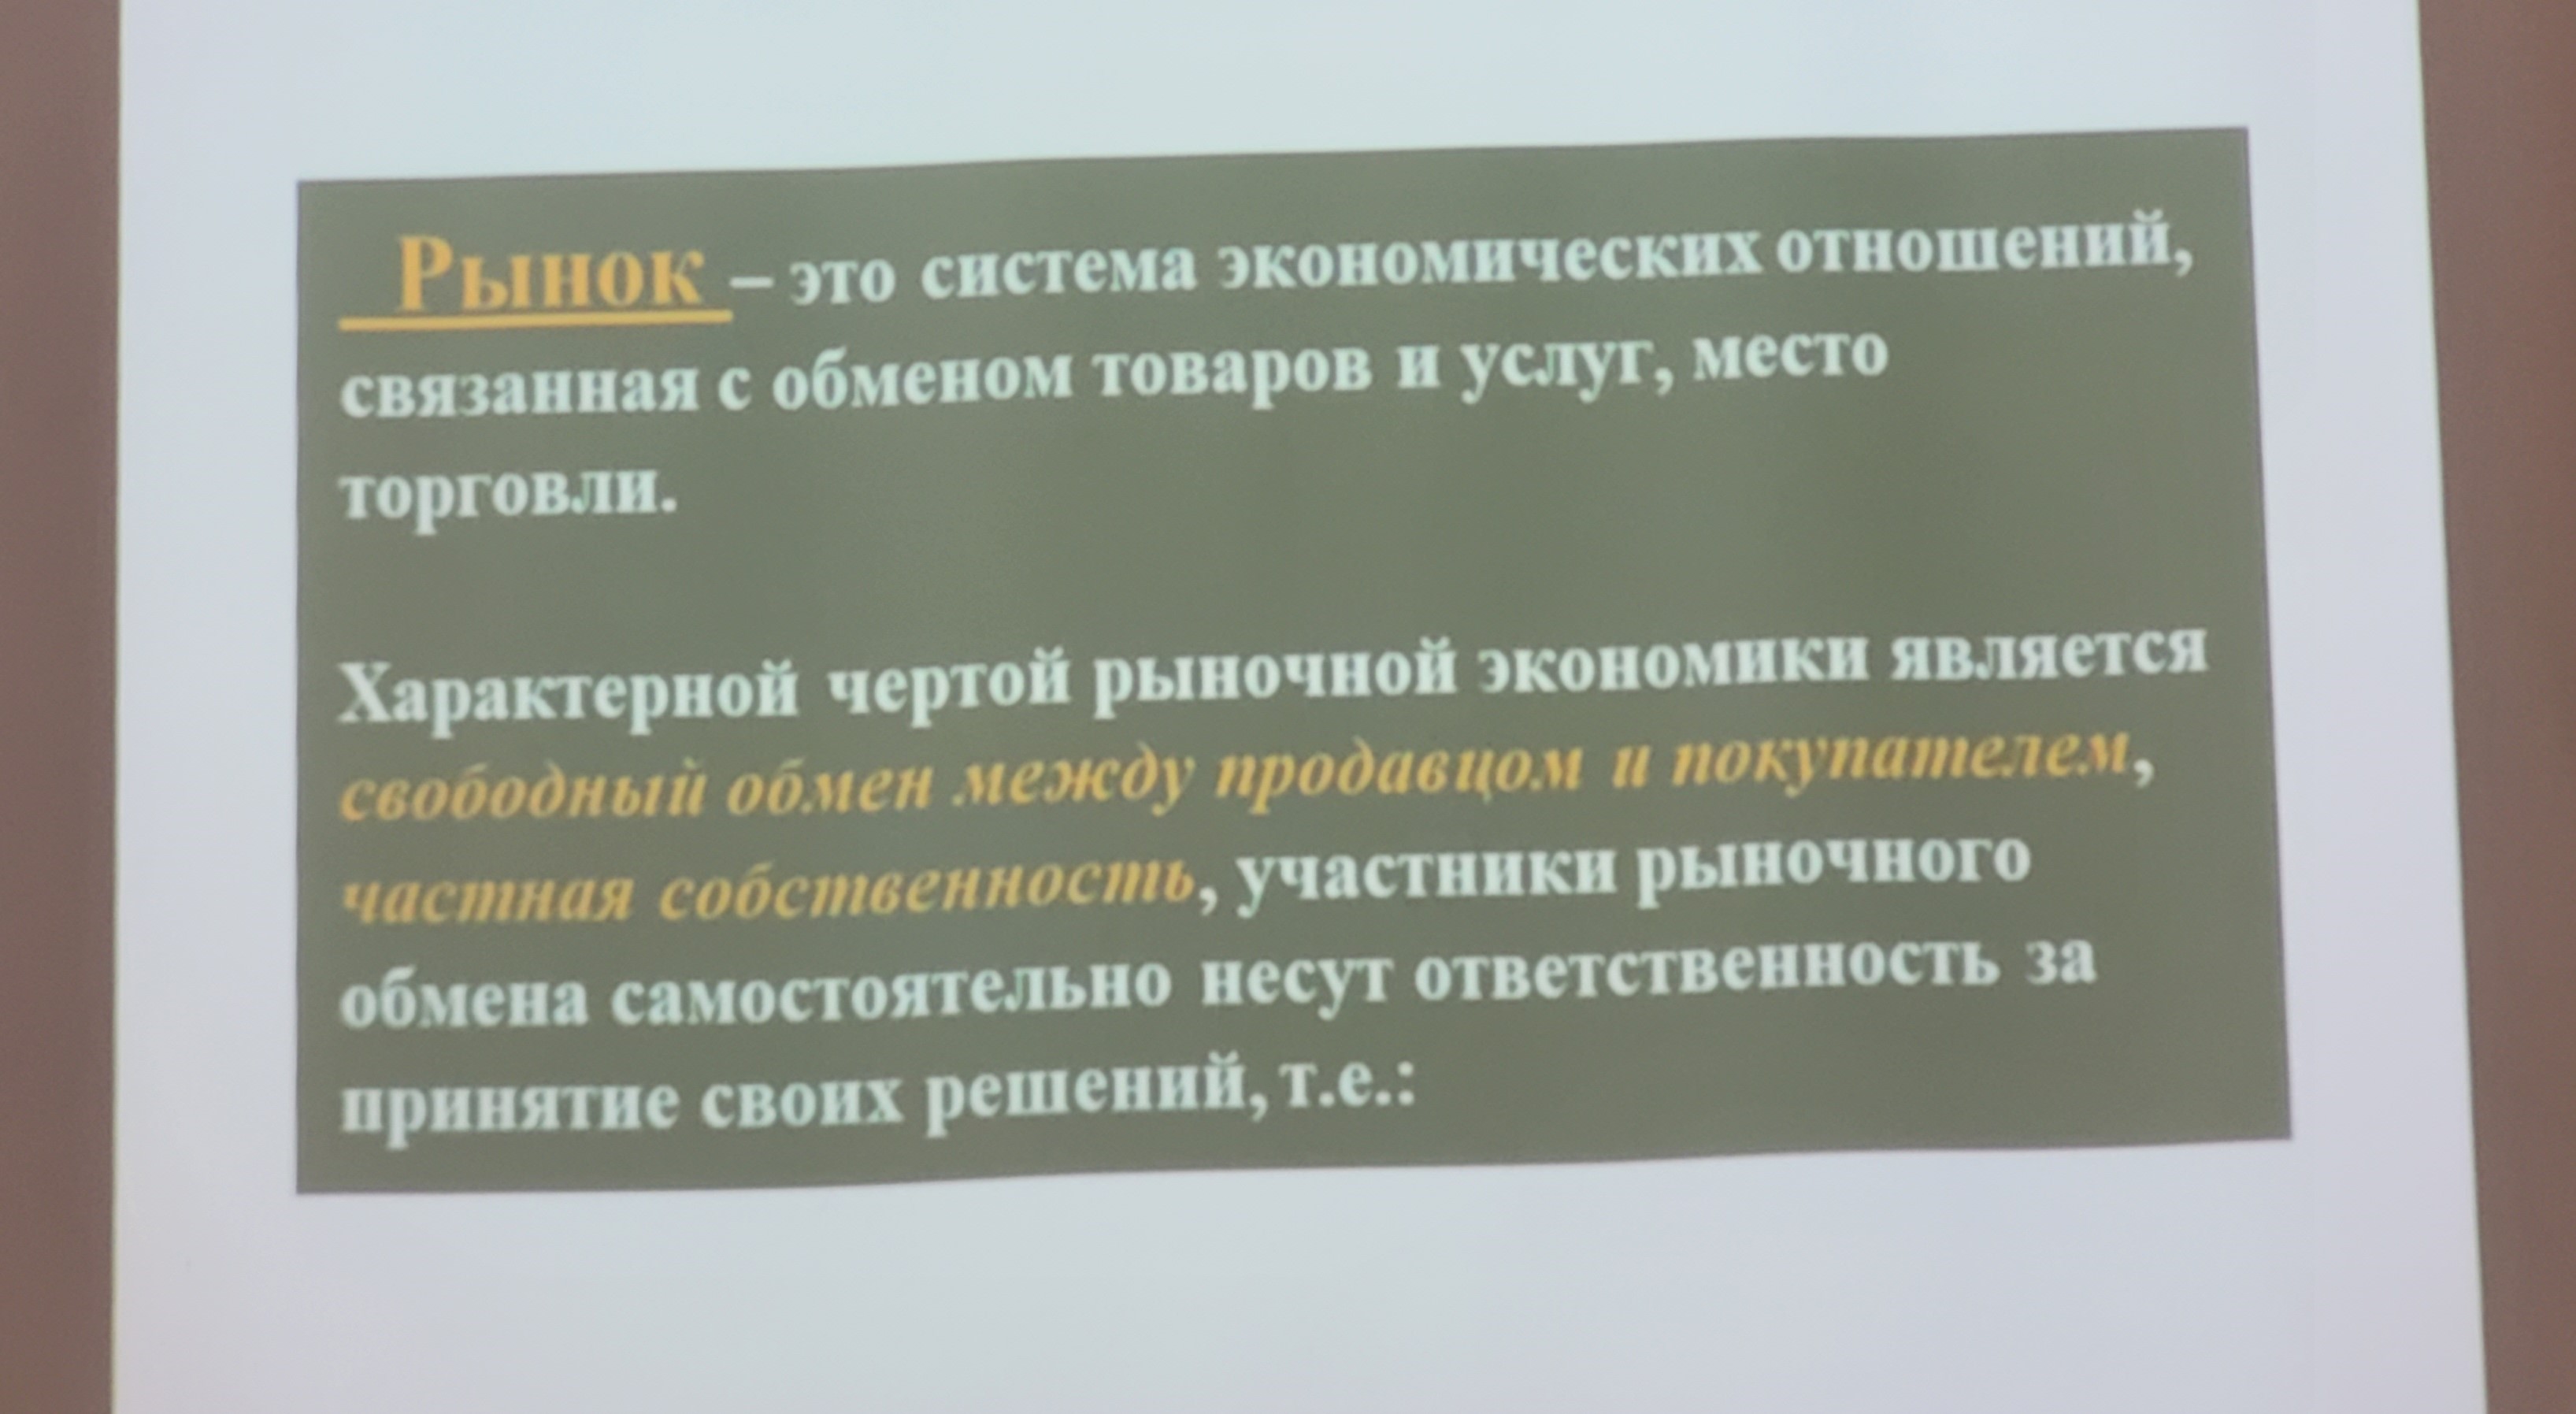 Рынок – это система экономических отношений,
связанная с обменом товаров и услуг, место
торговли.
Характерной чертой рыночной экономики является
свободный обмен между продавцом и покупателем,
частная собственность, участники рыночного
обмена самостоятельно несут ответственность за
принятие своих решений, т.е.: